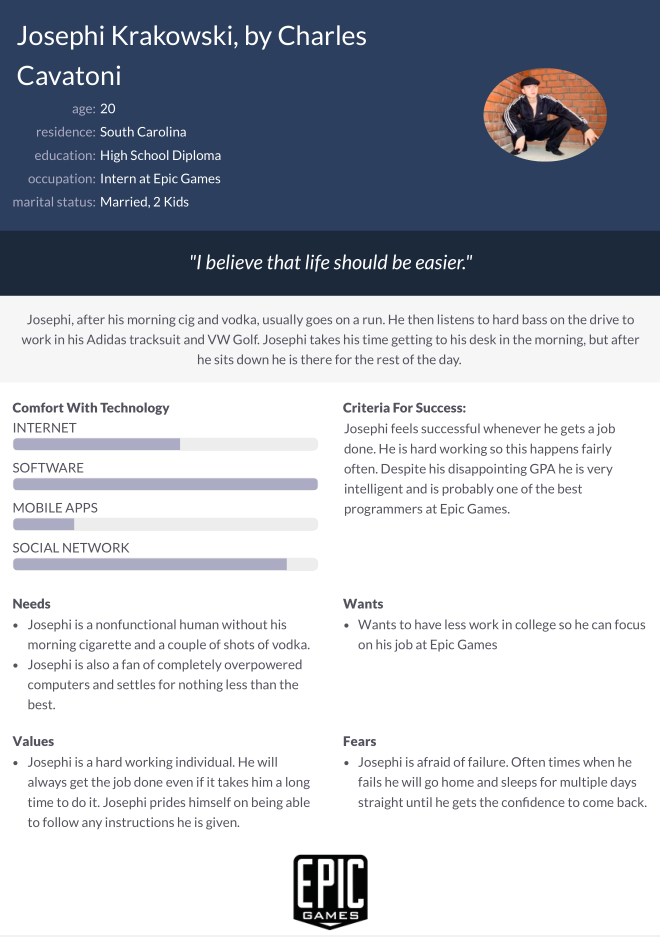 Josephi Krakowski, by Charles
Cavatoni
age: 20
residence: South Carolina
education: High School Diploma
occupation: Intern at Epic Games
marital status: Married, 2 Kids
"I believe that life should be easier."
Josephi, after his morning cig and vodka, usually goes on a run. He then listens to hard bass on the drive to
work in his Adidas tracksuit and VW Golf. Josephi takes his time getting to his desk in the morning, but after
he sits down he is there for the rest of the day.
Comfort With Technology
INTERNET
SOFTWARE
MOBILE APPS
SOCIAL NETWORK
Criteria For Success:
Josephi feels successful whenever he gets a job
done. He is hard working so this happens fairly
often. Despite his disappointing GPA he is very
intelligent and is probably one of the best
programmers at Epic Games.
Needs
• Josephi is a nonfunctional human without his
morning cigarette and a couple of shots of vodka.
• Josephi is also a fan of completely overpowered
computers and settles for nothing less than the
best.
Wants
• Wants to have less work in college so he can focus
on his job at Epic Games
Values
• Josephi is a hard working individual. He will
always get the job done even if it takes him a long
time to do it. Josephi prides himself on being able
to follow any instructions he is given.
Fears
• Josephi is afraid of failure. Often times when he
fails he will go home and sleeps for multiple days
straight until he gets the confidence to come back.
EPIC
GAMES